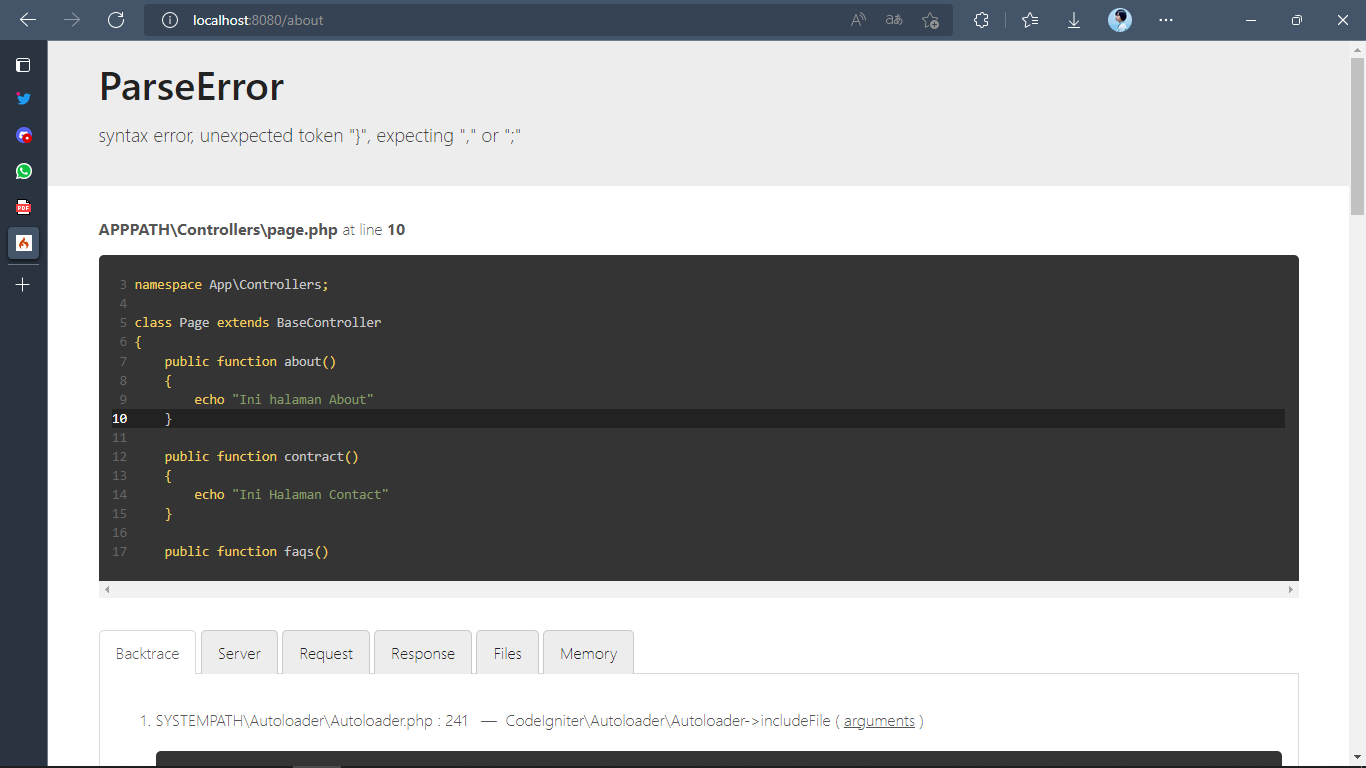 localhost:8080/about
ParseError
syntax error, unexpected token "}", expecting "," or ";"
APPPATH\Controllers\page.php at line 10
3 namespace App\Controllers;
4
5 class Page extends BaseController
6 {
7     public function about()
8     {
9         echo "Ini halaman About"
10     }
11
12     public function contract()
13     {
14         echo "Ini Halaman Contact"
15     }
16
17     public function faqs()
Backtrace Server Request Response Files Memory
1. SYSTEMPATH\Autoloader\Autoloader.php : 241 — CodeIgniter\Autoloader\Autoloader->includeFile ( arguments )